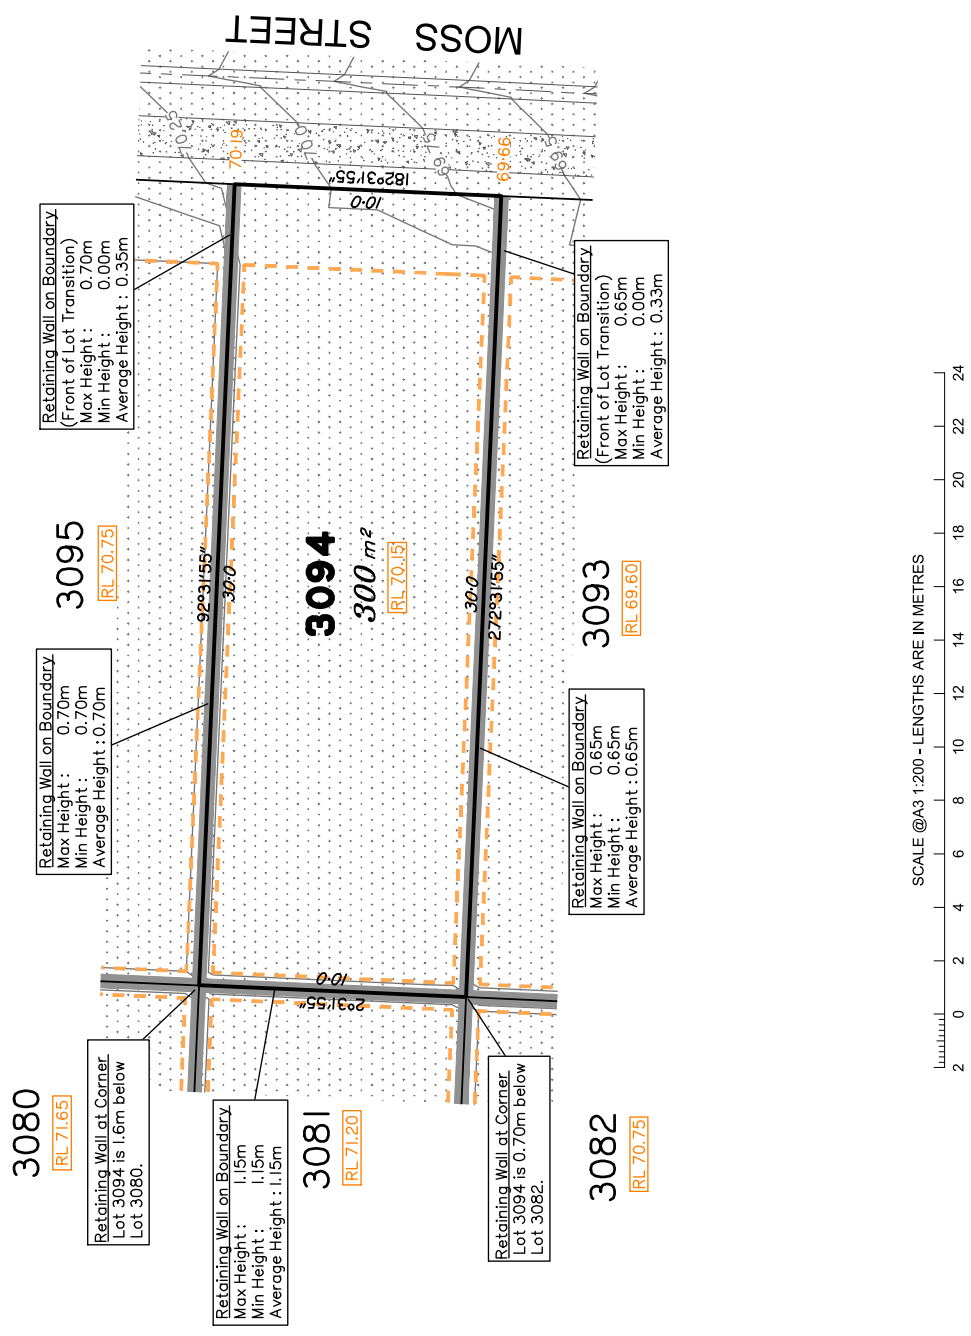 MOSS STREET
70·25
70·0
69·75
69·5
70·19
69·66
182°31'55"
10·0
Retaining Wall on Boundary
(Front of Lot Transition)
Max Height : 0.70m
Min Height : 0.00m
Average Height : 0.35m
Retaining Wall on Boundary
(Front of Lot Transition)
Max Height : 0.65m
Min Height : 0.00m
Average Height : 0.33m
3095
RL 70.75
92°31'55"
30·0
3094
300 m²
RL 70.15
30·0
272°31'55"
3093
RL 69.60
Retaining Wall on Boundary
Max Height : 0.70m
Min Height : 0.70m
Average Height : 0.70m
Retaining Wall on Boundary
Max Height : 0.65m
Min Height : 0.65m
Average Height : 0.65m
10·0
2°31'55"
3080
RL 71.65
Retaining Wall at Corner
Lot 3094 is 1.6m below
Lot 3080.
Retaining Wall on Boundary
Max Height : 1.15m
Min Height : 1.15m
Average Height : 1.15m
3081
RL 71.20
Retaining Wall at Corner
Lot 3094 is 0.70m below
Lot 3082.
3082
RL 70.75
SCALE @A3 1:200 - LENGTHS ARE IN METRES
2 0 2 4 6 8 10 12 14 16 18 20 22 24